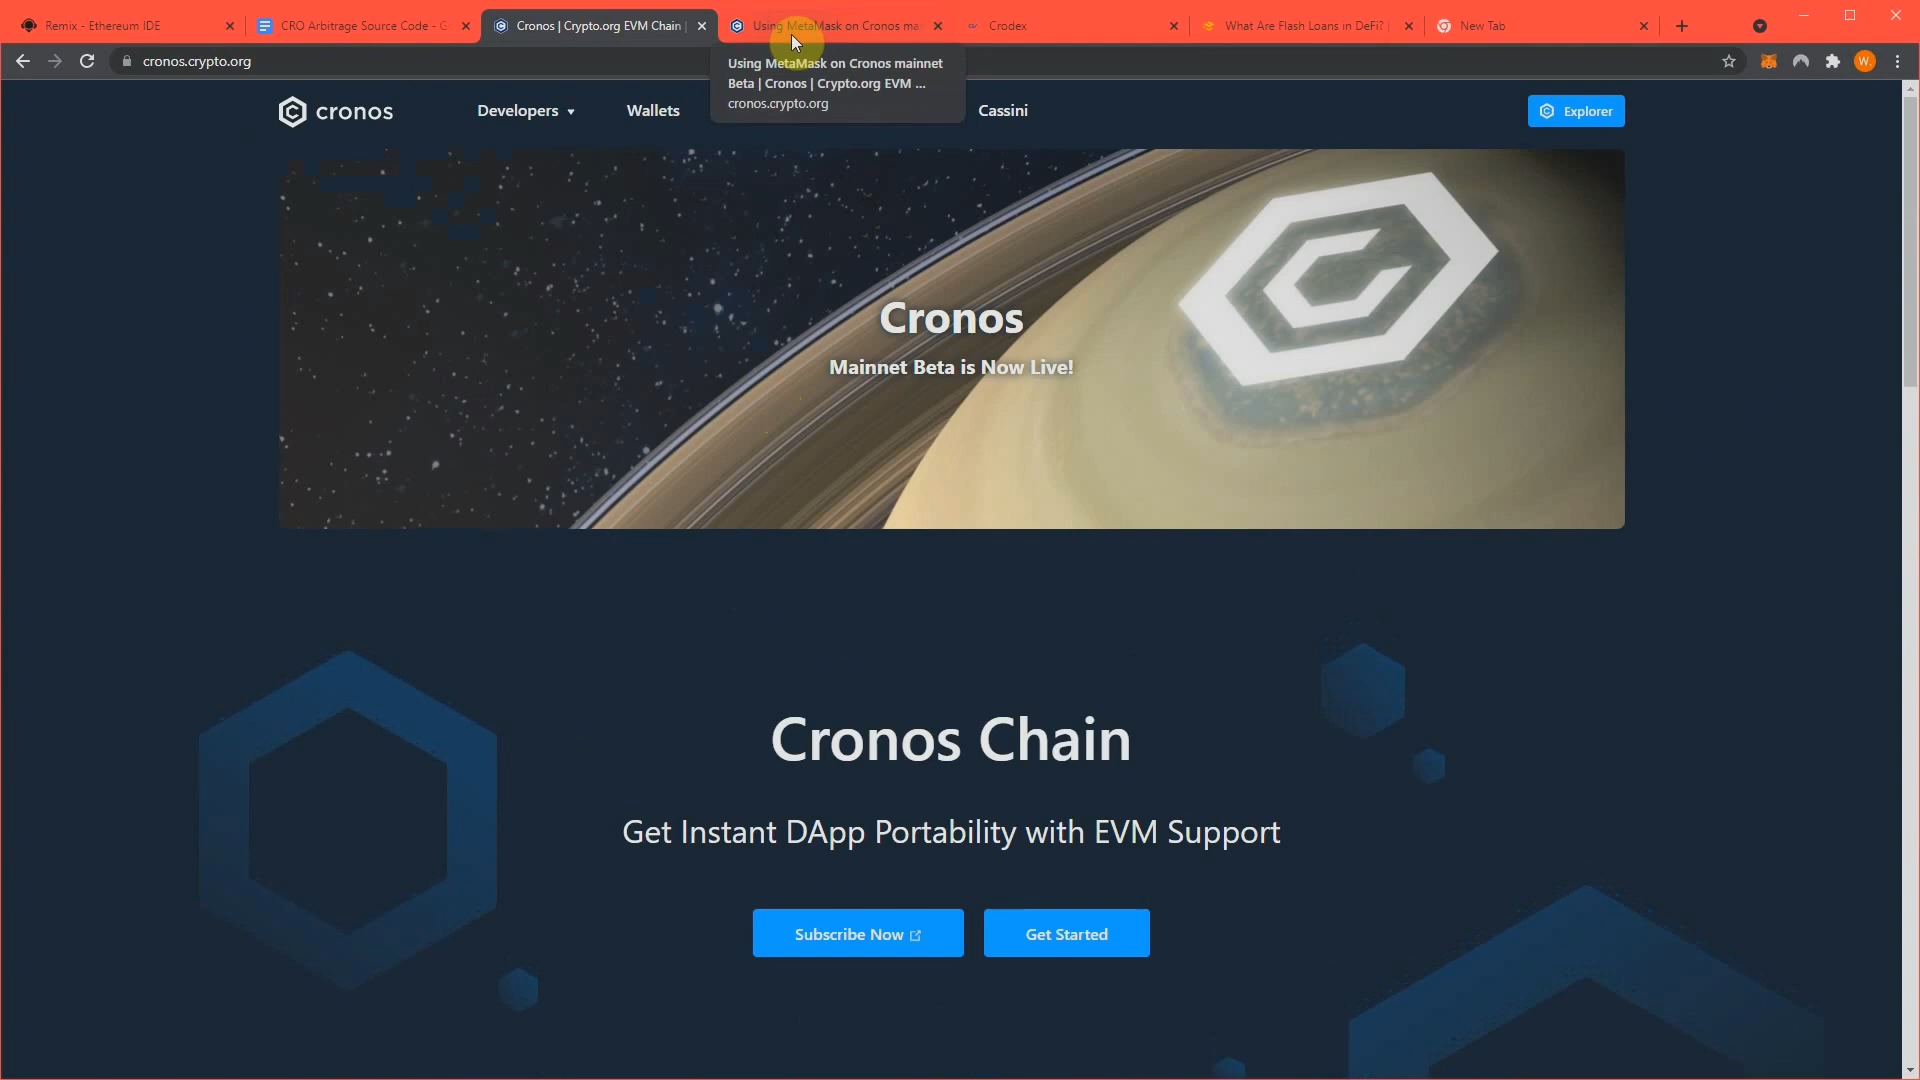 Remix - Ethereum IDE
CRO Arbitrage Source Code - G
Cronos | Crypto.org EVM Chain |
Using MetaMask on Cronos ma
Crodex
What Are Flash Loans in DeFi?
New Tab
cronos.crypto.org
W.
Using MetaMask on Cronos mainnet
Beta | Cronos | Crypto.org EVM ...
cronos.crypto.org
cronos
Developers
Wallets
Cassini
Explorer
Cronos
Mainnet Beta is Now Live!
Cronos Chain
Get Instant DApp Portability with EVM Support
Subscribe Now
Get Started